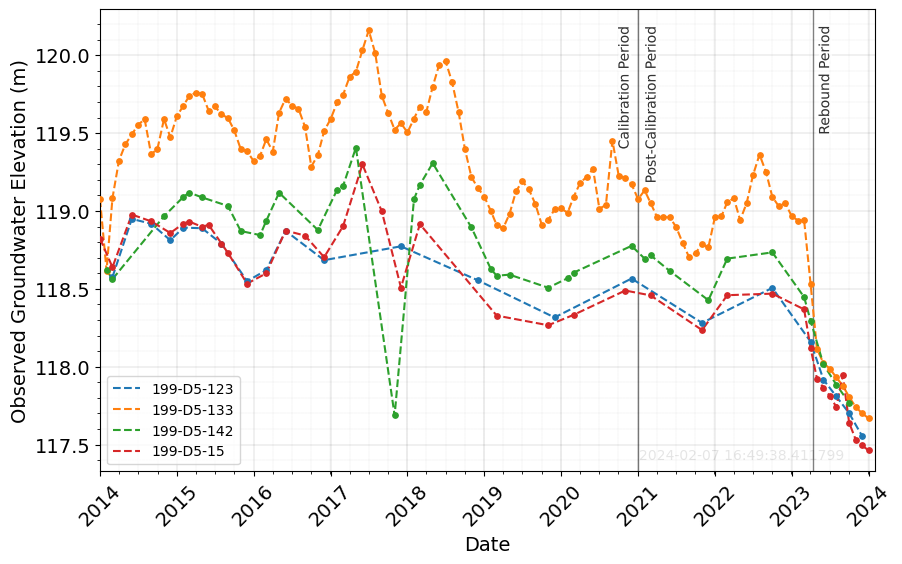 Observed Groundwater Elevation (m)
120.0
119.5
119.0
118.5
118.0
117.5
Calibration Period
Post-Calibration Period
Rebound Period
199-D5-123
199-D5-133
199-D5-142
199-D5-15
2024-02-07 16:49:38.411799
2014
2015
2016
2017
2018
2019
2020
2021
2022
2023
2024
Date